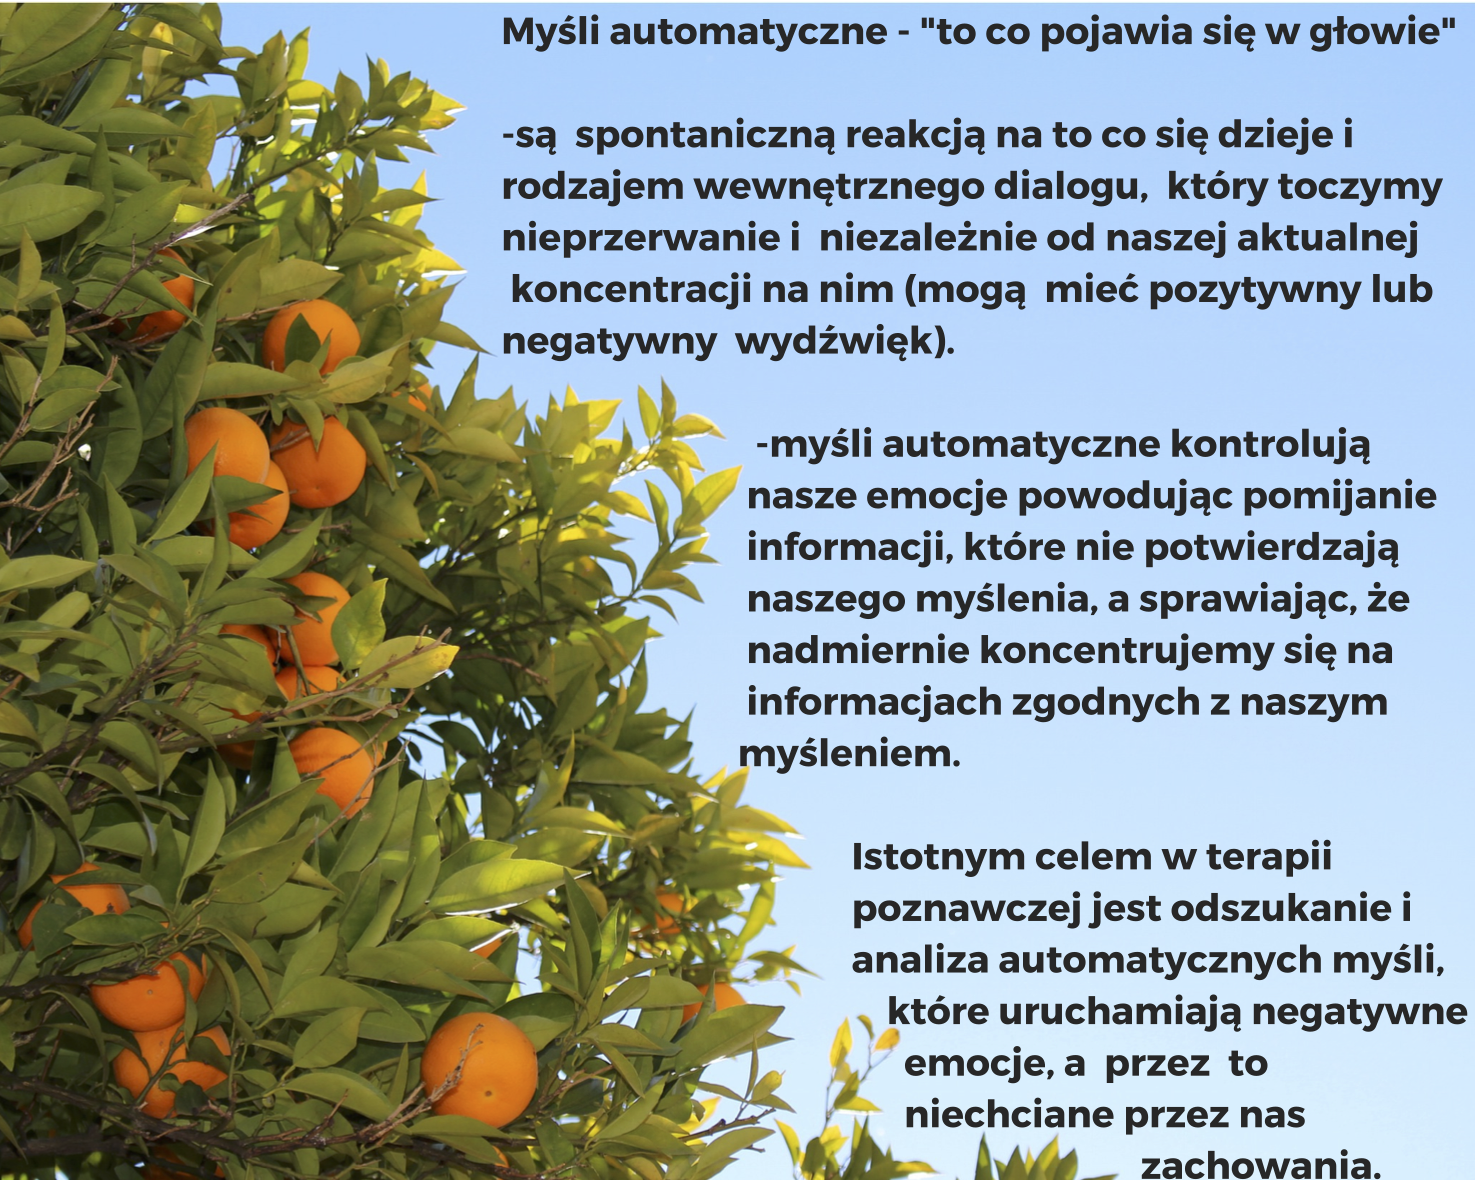 Myśli automatyczne - "to co pojawia się w głowie"
-są spontaniczną reakcją na to co się dzieje i
rodzajem wewnętrznego dialogu, który toczymy
nieprzerwanie i niezależnie od naszej aktualnej
koncentracji na nim (mogą mieć pozytywny lub
negatywny wydźwięk).
-myśli automatyczne kontrolują
nasze emocje powodując pomijanie
informacji, które nie potwierdzają
naszego myślenia, a sprawiając, że
nadmiernie koncentrujemy się na
informacjach zgodnych z naszym
myśleniem.
Istotnym celem w terapii
poznawczej jest odszukanie i
analiza automatycznych myśli,
które uruchamiają negatywne
emocje, a przez to
niechciane przez nas
zachowania.